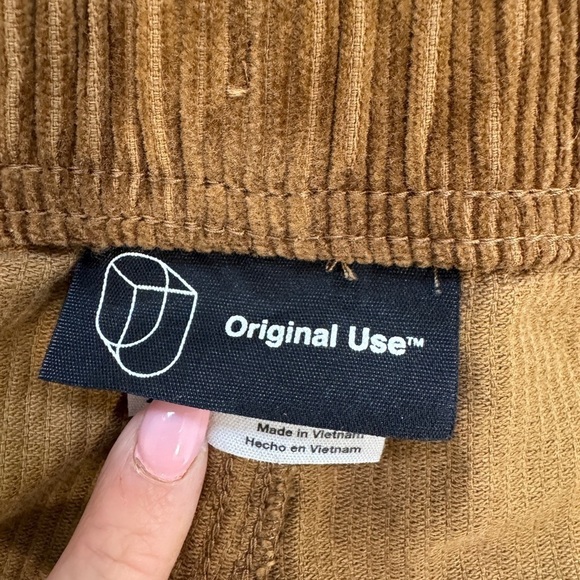 Original Use™
Made in Vietnam
Hecho en Vietnam